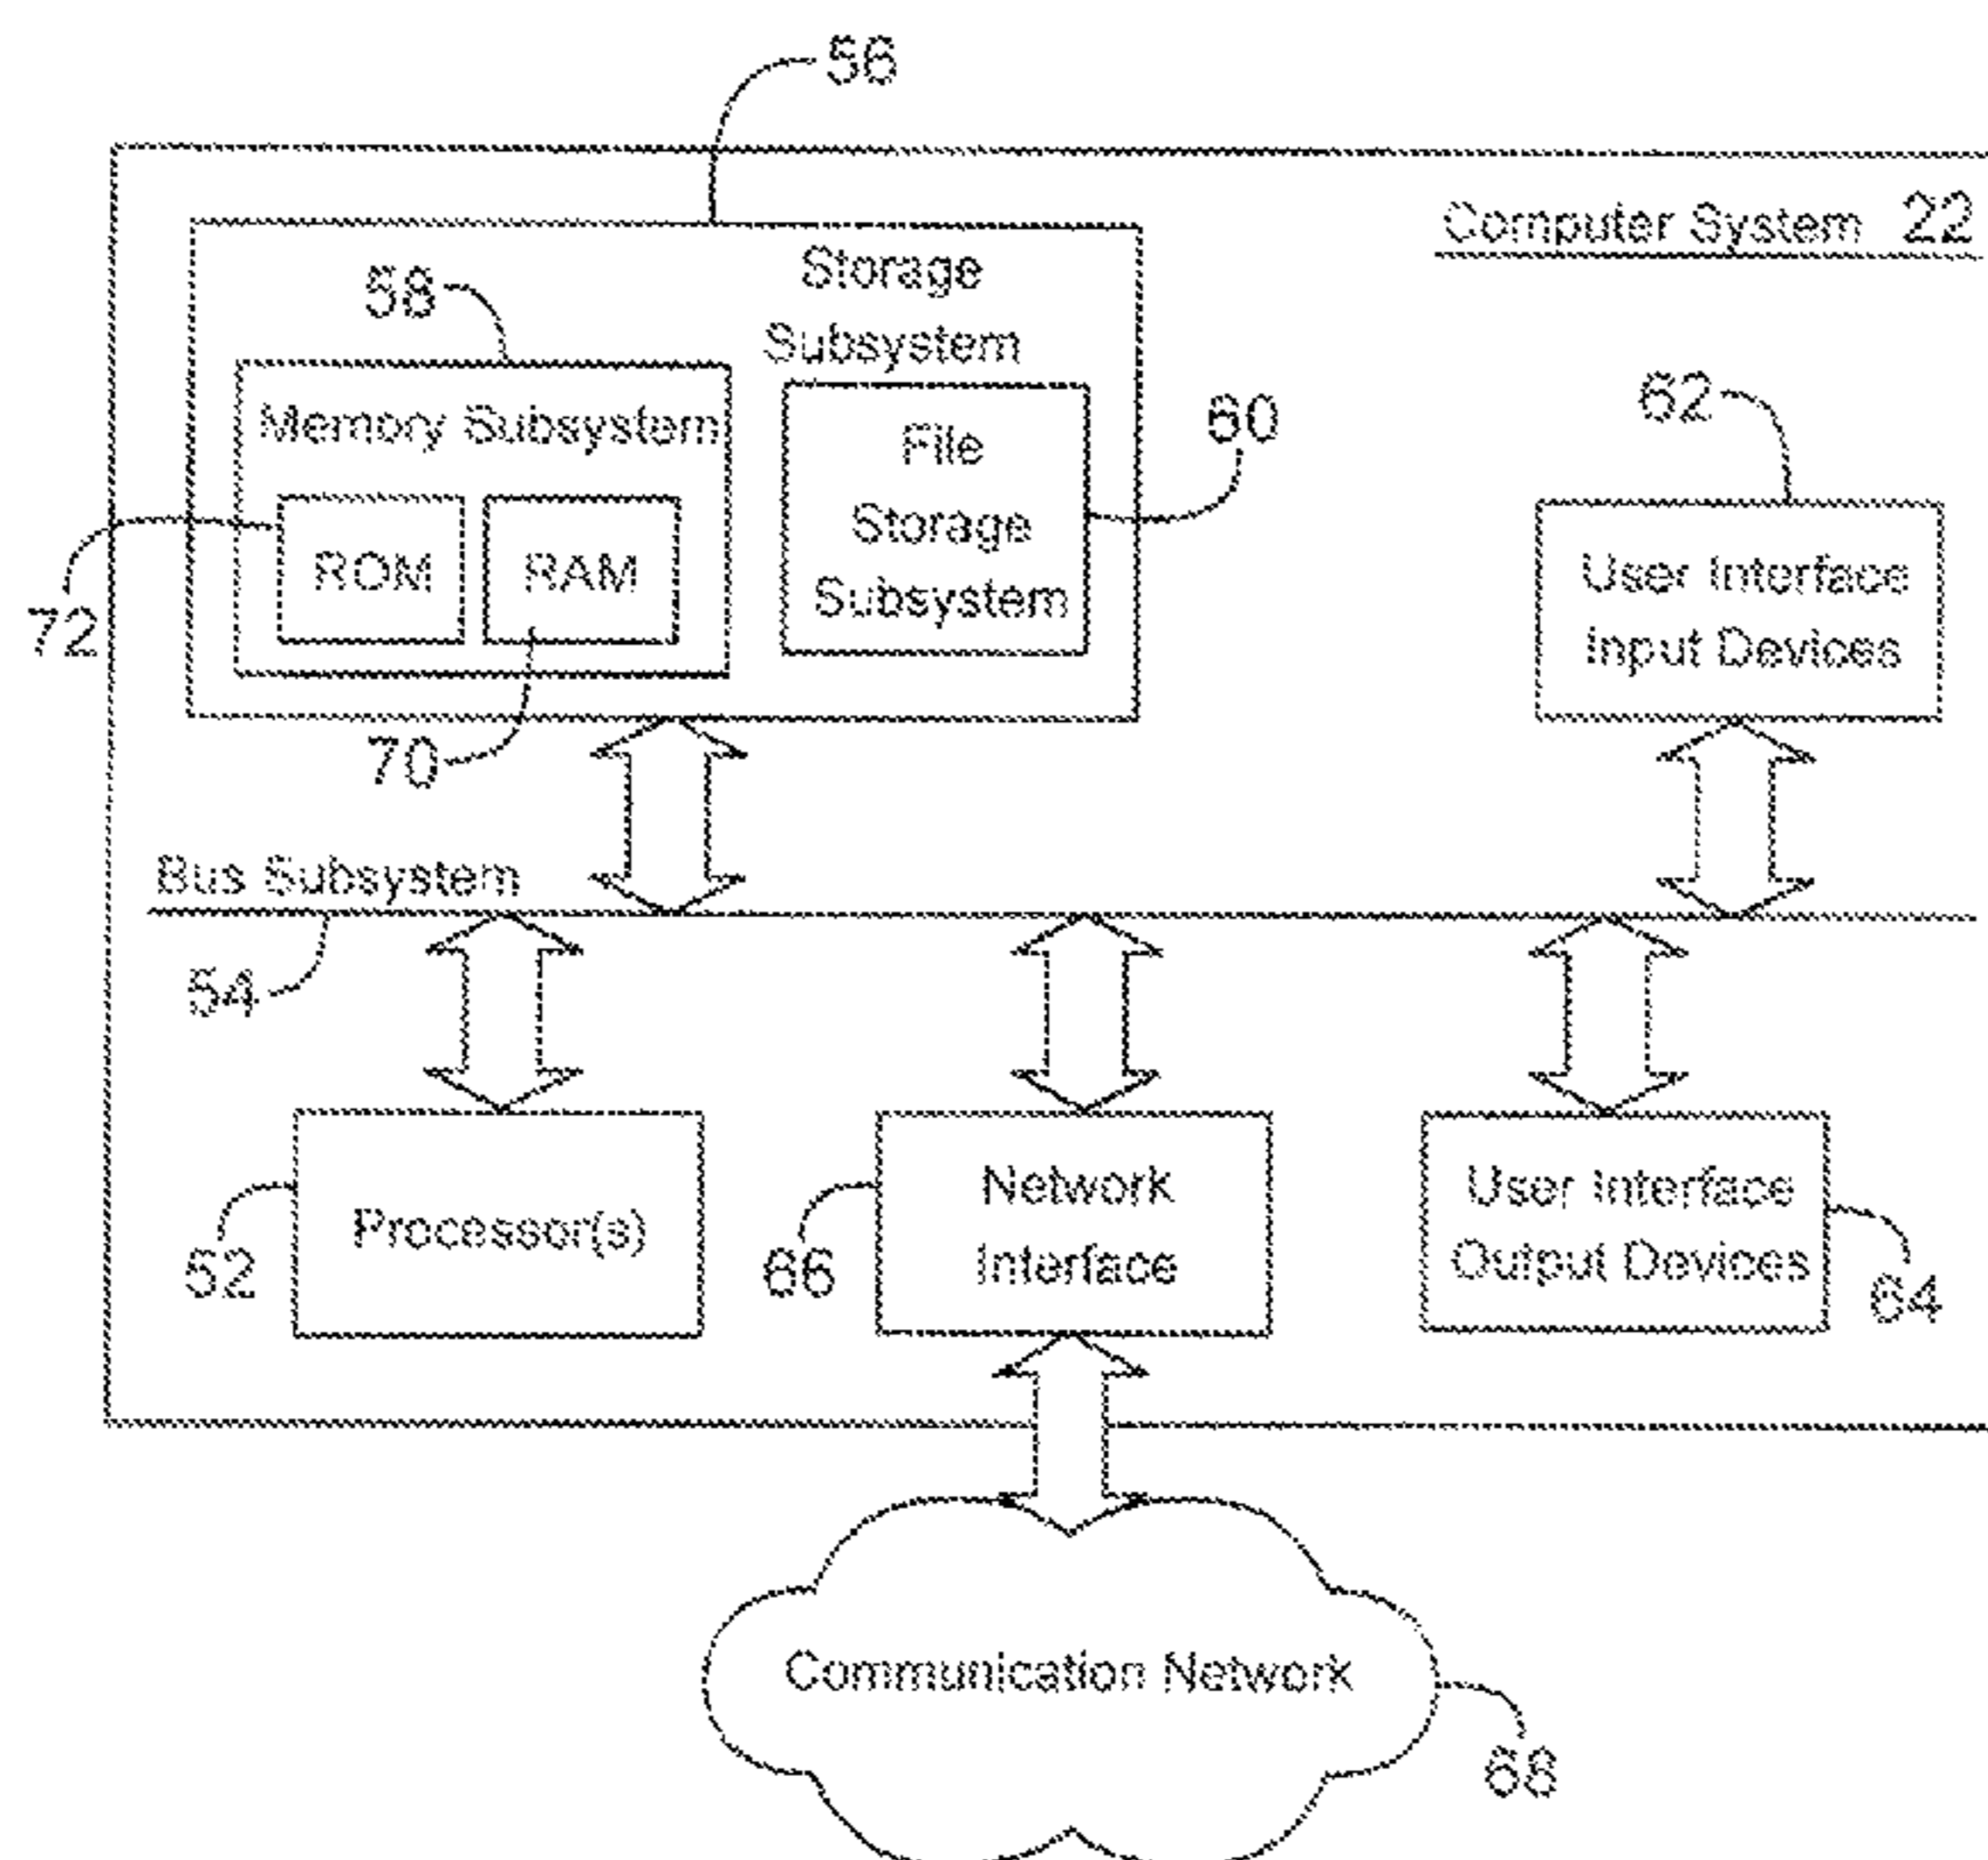 56
Computer System 22
Storage
Subsystem
58
Memory Subsystem
File
Storage
Subsystem
60
62
ROM
RAM
72
70
User Interface
Input Devices
Bus Subsystem
54
Processor(s)
52
Network
Interface
66
User Interface
Output Devices
64
Communication Network
68